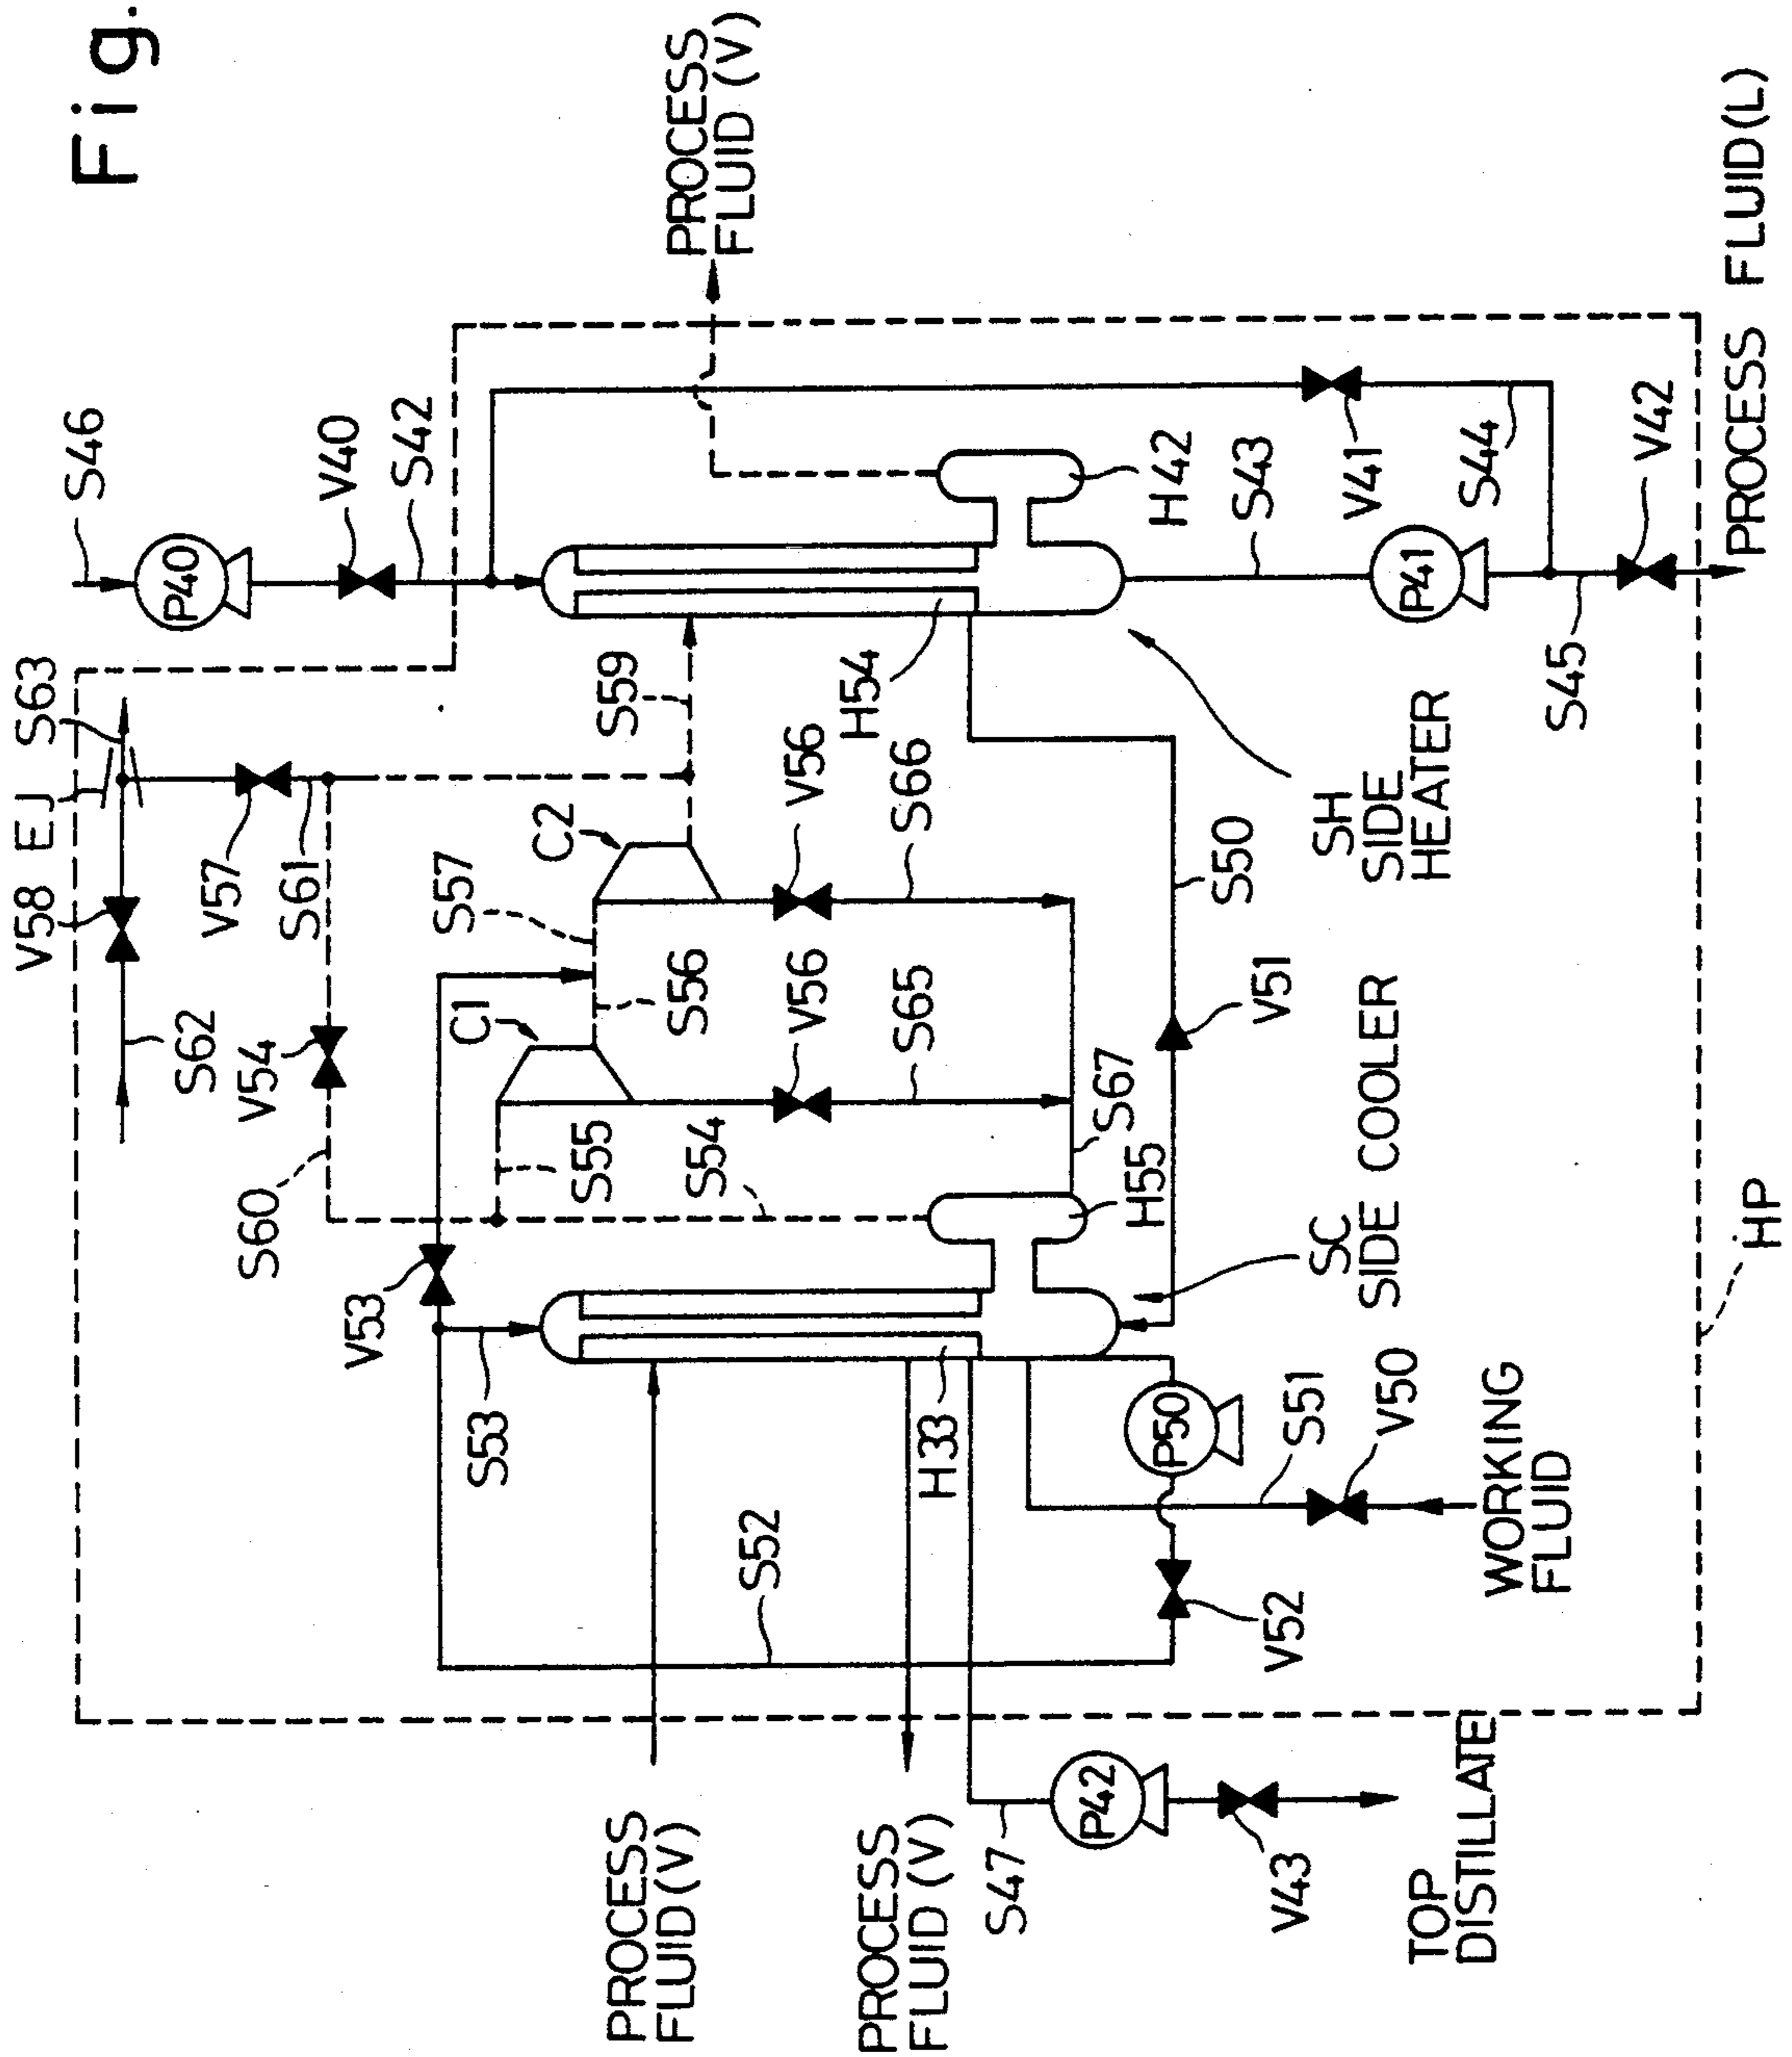 Fig.
S46
P40
V40
S42
PROCESS
FLUID (V)
V58
EJ
S63
S62
V57
S61
V54
S60
S57
C2
S59
C1
S56
S55
S54
V56
S66
V56
S65
H54
H42
S43
V41
S44
V42
P41
S45
PROCESS FLUID(L)
SH
SIDE
HEATER
S50
V51
S67
H55
SC
SIDE COOLER
HP
V53
S53
S52
H33
P50
S51
V50
WORKING
FLUID
V52
PROCESS
FLUID(V)
PROCESS
FLUID (V)
S47
P42
V43
TOP
DISTILLATE